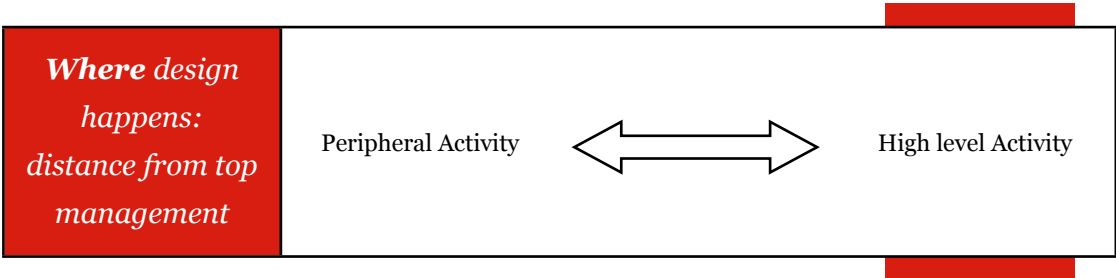 Where design
happens:
distance from top
management
Peripheral Activity
High level Activity